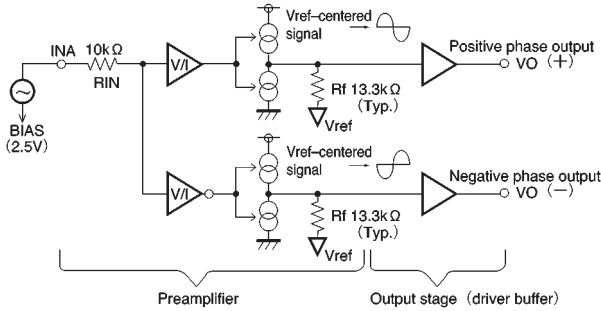 Vref–centered
signal
INA
10kΩ
RIN
V/I
Rf 13.3kΩ
(Typ.)
Vref
Positive phase output
VO (+)
BIAS
(2.5V)
Vref–centered
signal
V/I
Rf 13.3kΩ
(Typ.)
Vref
Negative phase output
VO (−)
Preamplifier
Output stage (driver buffer)